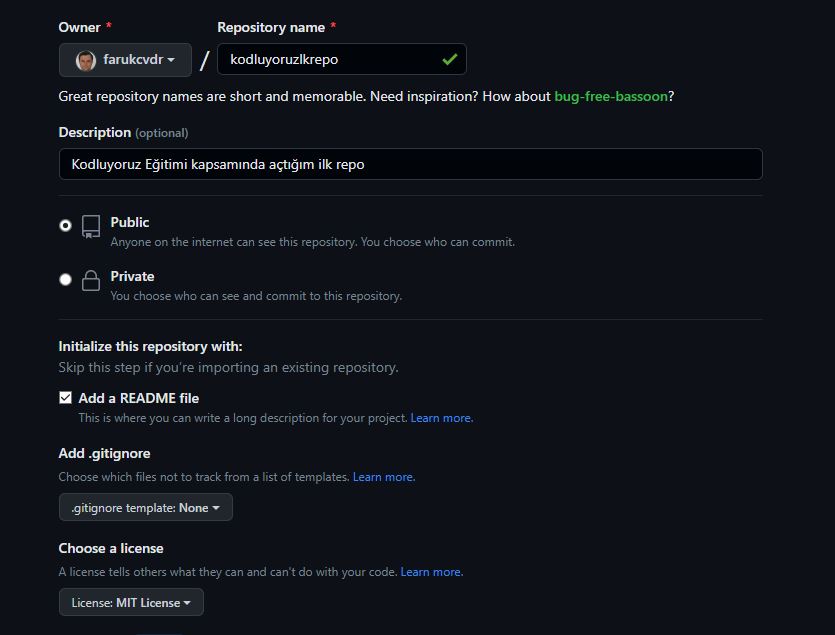 Owner * Repository name *
farukcvdr / kodluyoruzlkrepo
Great repository names are short and memorable. Need inspiration? How about bug-free-bassoon?
Description (optional)
Kodluyoruz Eğitimi kapsamında açtığım ilk repo
Public
Anyone on the internet can see this repository. You choose who can commit.
Private
You choose who can see and commit to this repository.
Initialize this repository with:
Skip this step if you're importing an existing repository.
Add a README file
This is where you can write a long description for your project. Learn more.
Add .gitignore
Choose which files not to track from a list of templates. Learn more.
.gitignore template: None
Choose a license
A license tells others what they can and can't do with your code. Learn more.
License: MIT License